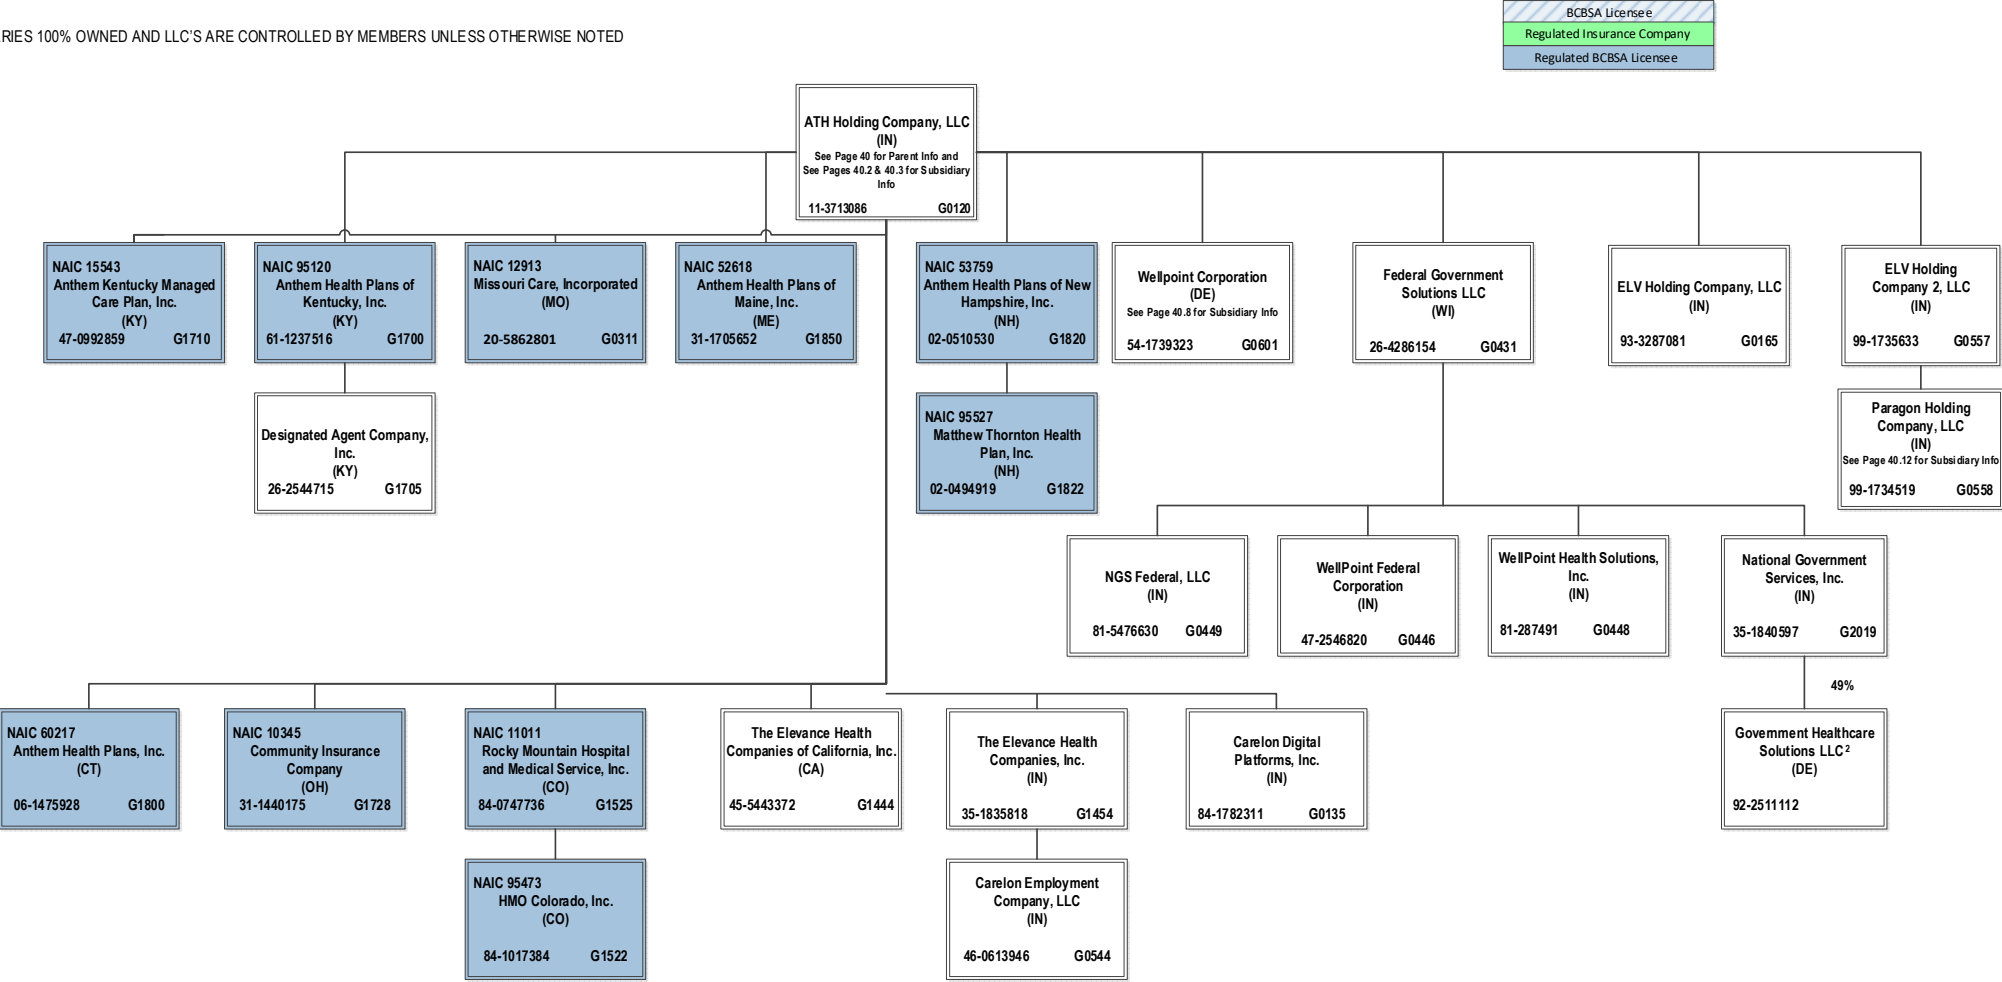 RIES 100% OWNED AND LLC'S ARE CONTROLLED BY MEMBERS UNLESS OTHERWISE NOTED
BCBSA Licensee
Regulated Insurance Company
Regulated BCBSA Licensee
ATH Holding Company, LLC
(IN)
See Page 40 for Parent Info and
See Pages 40.2 & 40.3 for Subsidiary
Info
11-3713086 G0120
NAIC 15543
Anthem Kentucky Managed
Care Plan, Inc.
(KY)
47-0992859 G1710
NAIC 95120
Anthem Health Plans of
Kentucky, Inc.
(KY)
61-1237516 G1700
NAIC 12913
Missouri Care, Incorporated
(MO)
20-5862801 G0311
NAIC 52618
Anthem Health Plans of
Maine, Inc.
(ME)
31-1705652 G1850
NAIC 53759
Anthem Health Plans of New
Hampshire, Inc.
(NH)
02-0510530 G1820
Wellpoint Corporation
(DE)
See Page 40.8 for Subsidiary Info
54-1739323 G0601
Federal Government
Solutions LLC
(WI)
26-4286154 G0431
ELV Holding Company, LLC
(IN)
93-3287081 G0165
ELV Holding
Company 2, LLC
(IN)
99-1735633 G0557
Designated Agent Company,
Inc.
(KY)
26-2544715 G1705
NAIC 95527
Matthew Thornton Health
Plan, Inc.
(NH)
02-0494919 G1822
Paragon Holding
Company, LLC
(IN)
See Page 40.12 for Subsidiary Info
99-1734519 G0558
NGS Federal, LLC
(IN)
81-5476630 G0449
WellPoint Federal
Corporation
(IN)
47-2546820 G0446
WellPoint Health Solutions,
Inc.
(IN)
81-287491 G0448
National Government
Services, Inc.
(IN)
35-1840597 G2019
49%
NAIC 60217
Anthem Health Plans, Inc.
(CT)
06-1475928 G1800
NAIC 10345
Community Insurance
Company
(OH)
31-1440175 G1728
NAIC 11011
Rocky Mountain Hospital
and Medical Service, Inc.
(CO)
84-0747736 G1525
The Elevance Health
Companies of California, Inc.
(CA)
45-5443372 G1444
The Elevance Health
Companies, Inc.
(IN)
35-1835818 G1454
Carelon Digital
Platforms, Inc.
(IN)
84-1782311 G0135
Government Healthcare
Solutions LLC²
(DE)
92-2511112
NAIC 95473
HMO Colorado, Inc.
(CO)
84-1017384 G1522
Carelon Employment
Company, LLC
(IN)
46-0613946 G0544